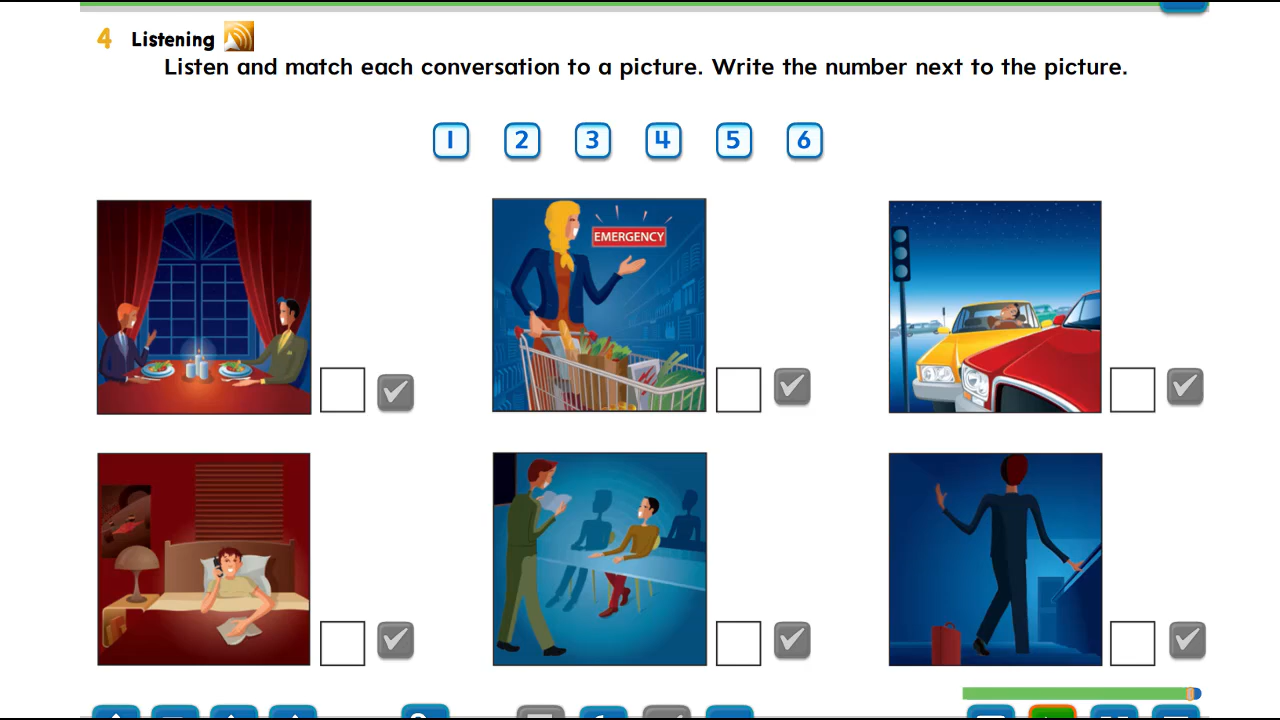 4 Listening
Listen and match each conversation to a picture. Write the number next to the picture.
1 2 3 4 5 6
EMERGENCY